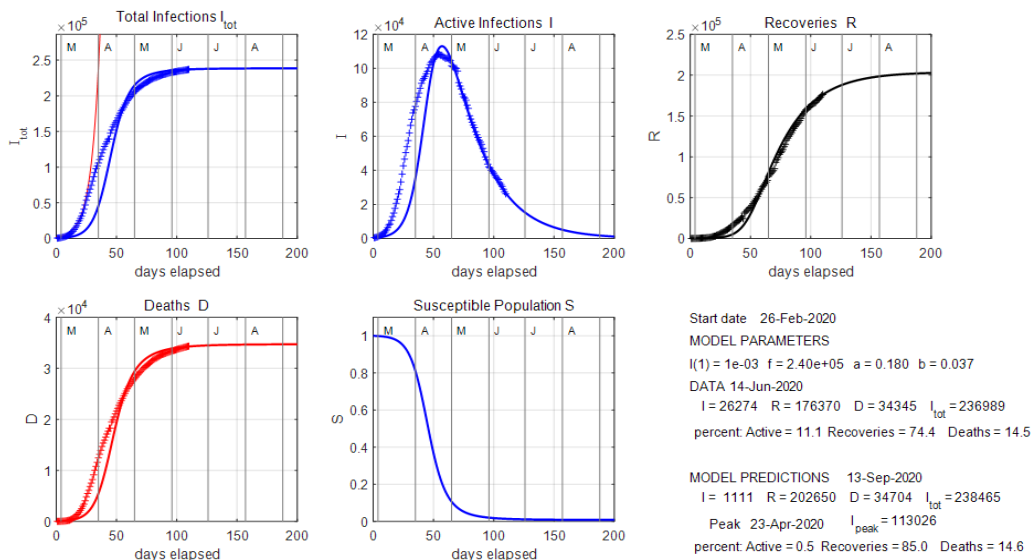 Total Infections I_tot
×10^5
M A M J J A
2.5
2
1.5
1
0.5
0
I_tot
0 50 100 150 200
days elapsed
Active Infections I
×10^4
M A M J J A
12
10
8
6
4
2
0
I
0 50 100 150 200
days elapsed
Recoveries R
×10^5
M A M J J A
2.5
2
1.5
1
0.5
0
R
0 50 100 150 200
days elapsed
Deaths D
×10^4
M A M J J A
4
3
2
1
0
D
0 50 100 150 200
days elapsed
Susceptible Population S
M A M J J A
1
0.8
0.6
0.4
0.2
0
S
0 50 100 150 200
days elapsed
Start date 26-Feb-2020
MODEL PARAMETERS
I(1) = 1e-03 f = 2.40e+05 a = 0.180 b = 0.037
DATA 14-Jun-2020
I = 26274 R = 176370 D = 34345 I_tot = 236989
percent: Active = 11.1 Recoveries = 74.4 Deaths = 14.5
MODEL PREDICTIONS 13-Sep-2020
I = 1111 R = 202650 D = 34704 I_tot = 238465
Peak 23-Apr-2020 I_peak = 113026
percent: Active = 0.5 Recoveries = 85.0 Deaths = 14.6